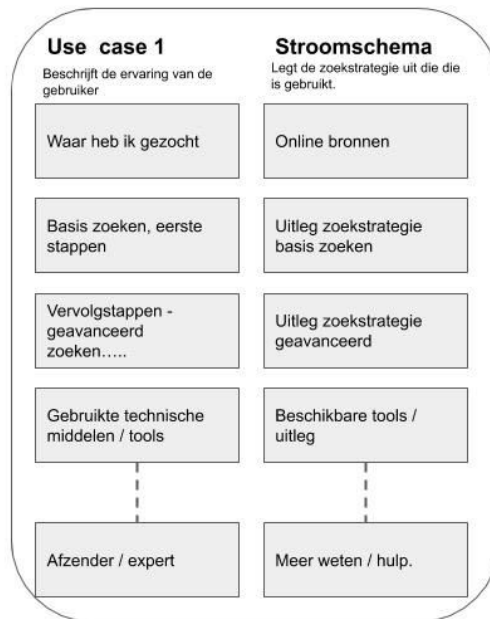 Use case 1
Beschrijft de ervaring van de
gebruiker
Waar heb ik gezocht
Basis zoeken, eerste
stappen
Vervolgstappen -
geavanceerd
zoeken…..
Gebruikte technische
middelen / tools
Afzender / expert
Stroomschema
Legt de zoekstrategie uit die die
is gebruikt.
Online bronnen
Uitleg zoekstrategie
basis zoeken
Uitleg zoekstrategie
geavanceerd
Beschikbare tools /
uitleg
Meer weten / hulp.